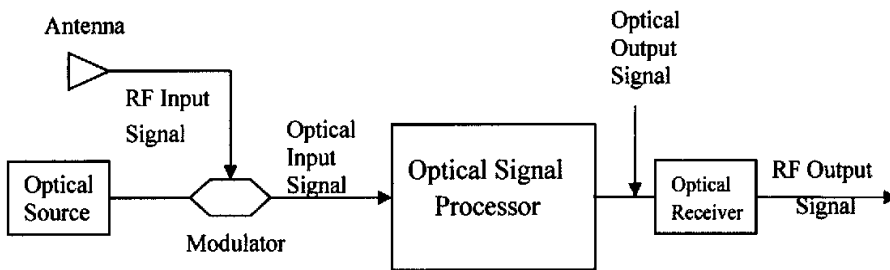 Antenna
RF Input
Signal
Optical
Source
Modulator
Optical
Input
Signal
Optical Signal
Processor
Optical
Output
Signal
Optical
Receiver
RF Output
Signal